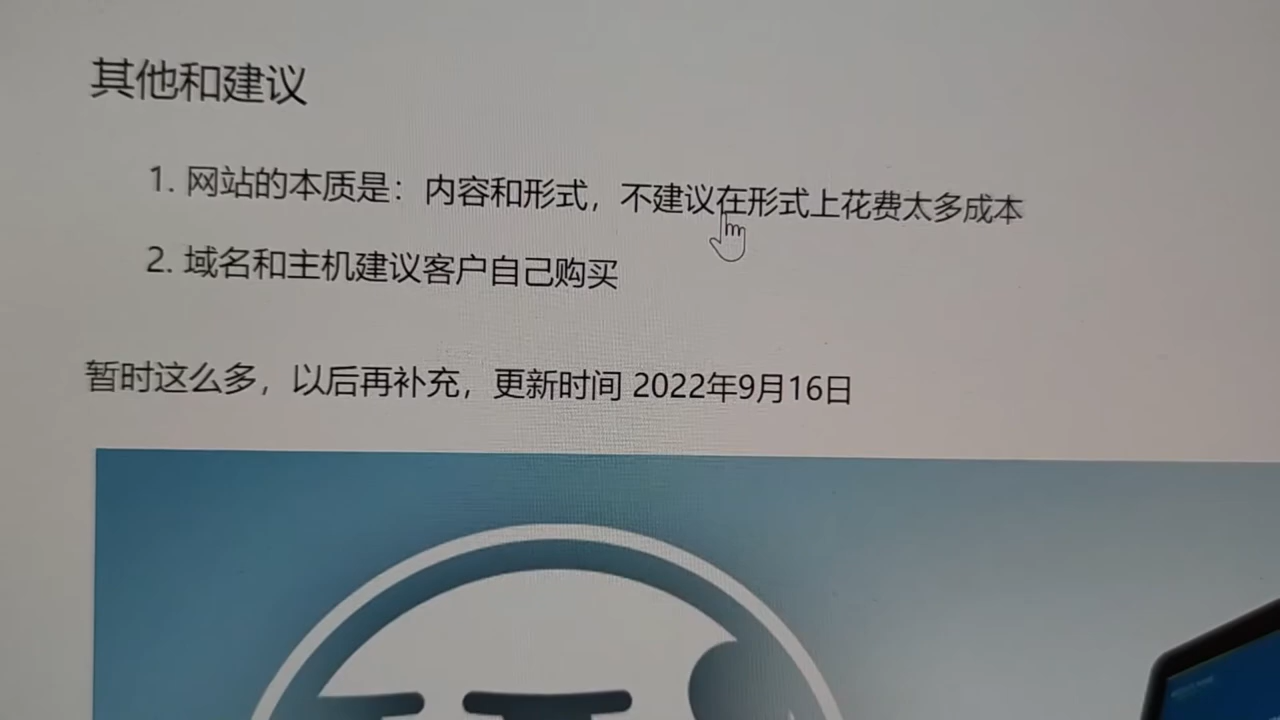 其他和建议
1. 网站的本质是：内容和形式，不建议在形式上花费太多成本
2. 域名和主机建议客户自己购买
暂时这么多，以后再补充，更新时间 2022年9月16日